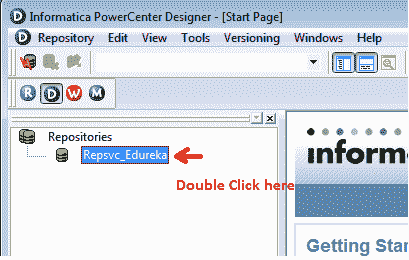 Informatica PowerCenter Designer - [Start Page]
Repository Edit View Tools Versioning Windows Help
R D W M
Repositories
Repsvc_Edureka
Double Click here
inform
Getting Star